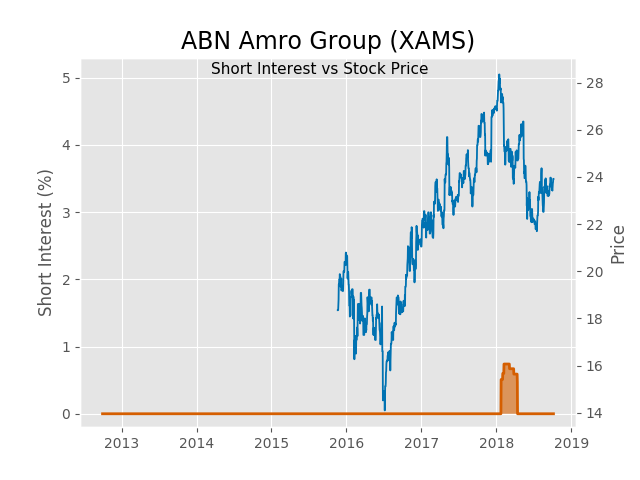 ABN Amro Group (XAMS)
Short Interest vs Stock Price
Short Interest (%)
5
4
3
2
1
0
28
26
24
22
20
18
16
14
Price
2013 2014 2015 2016 2017 2018 2019